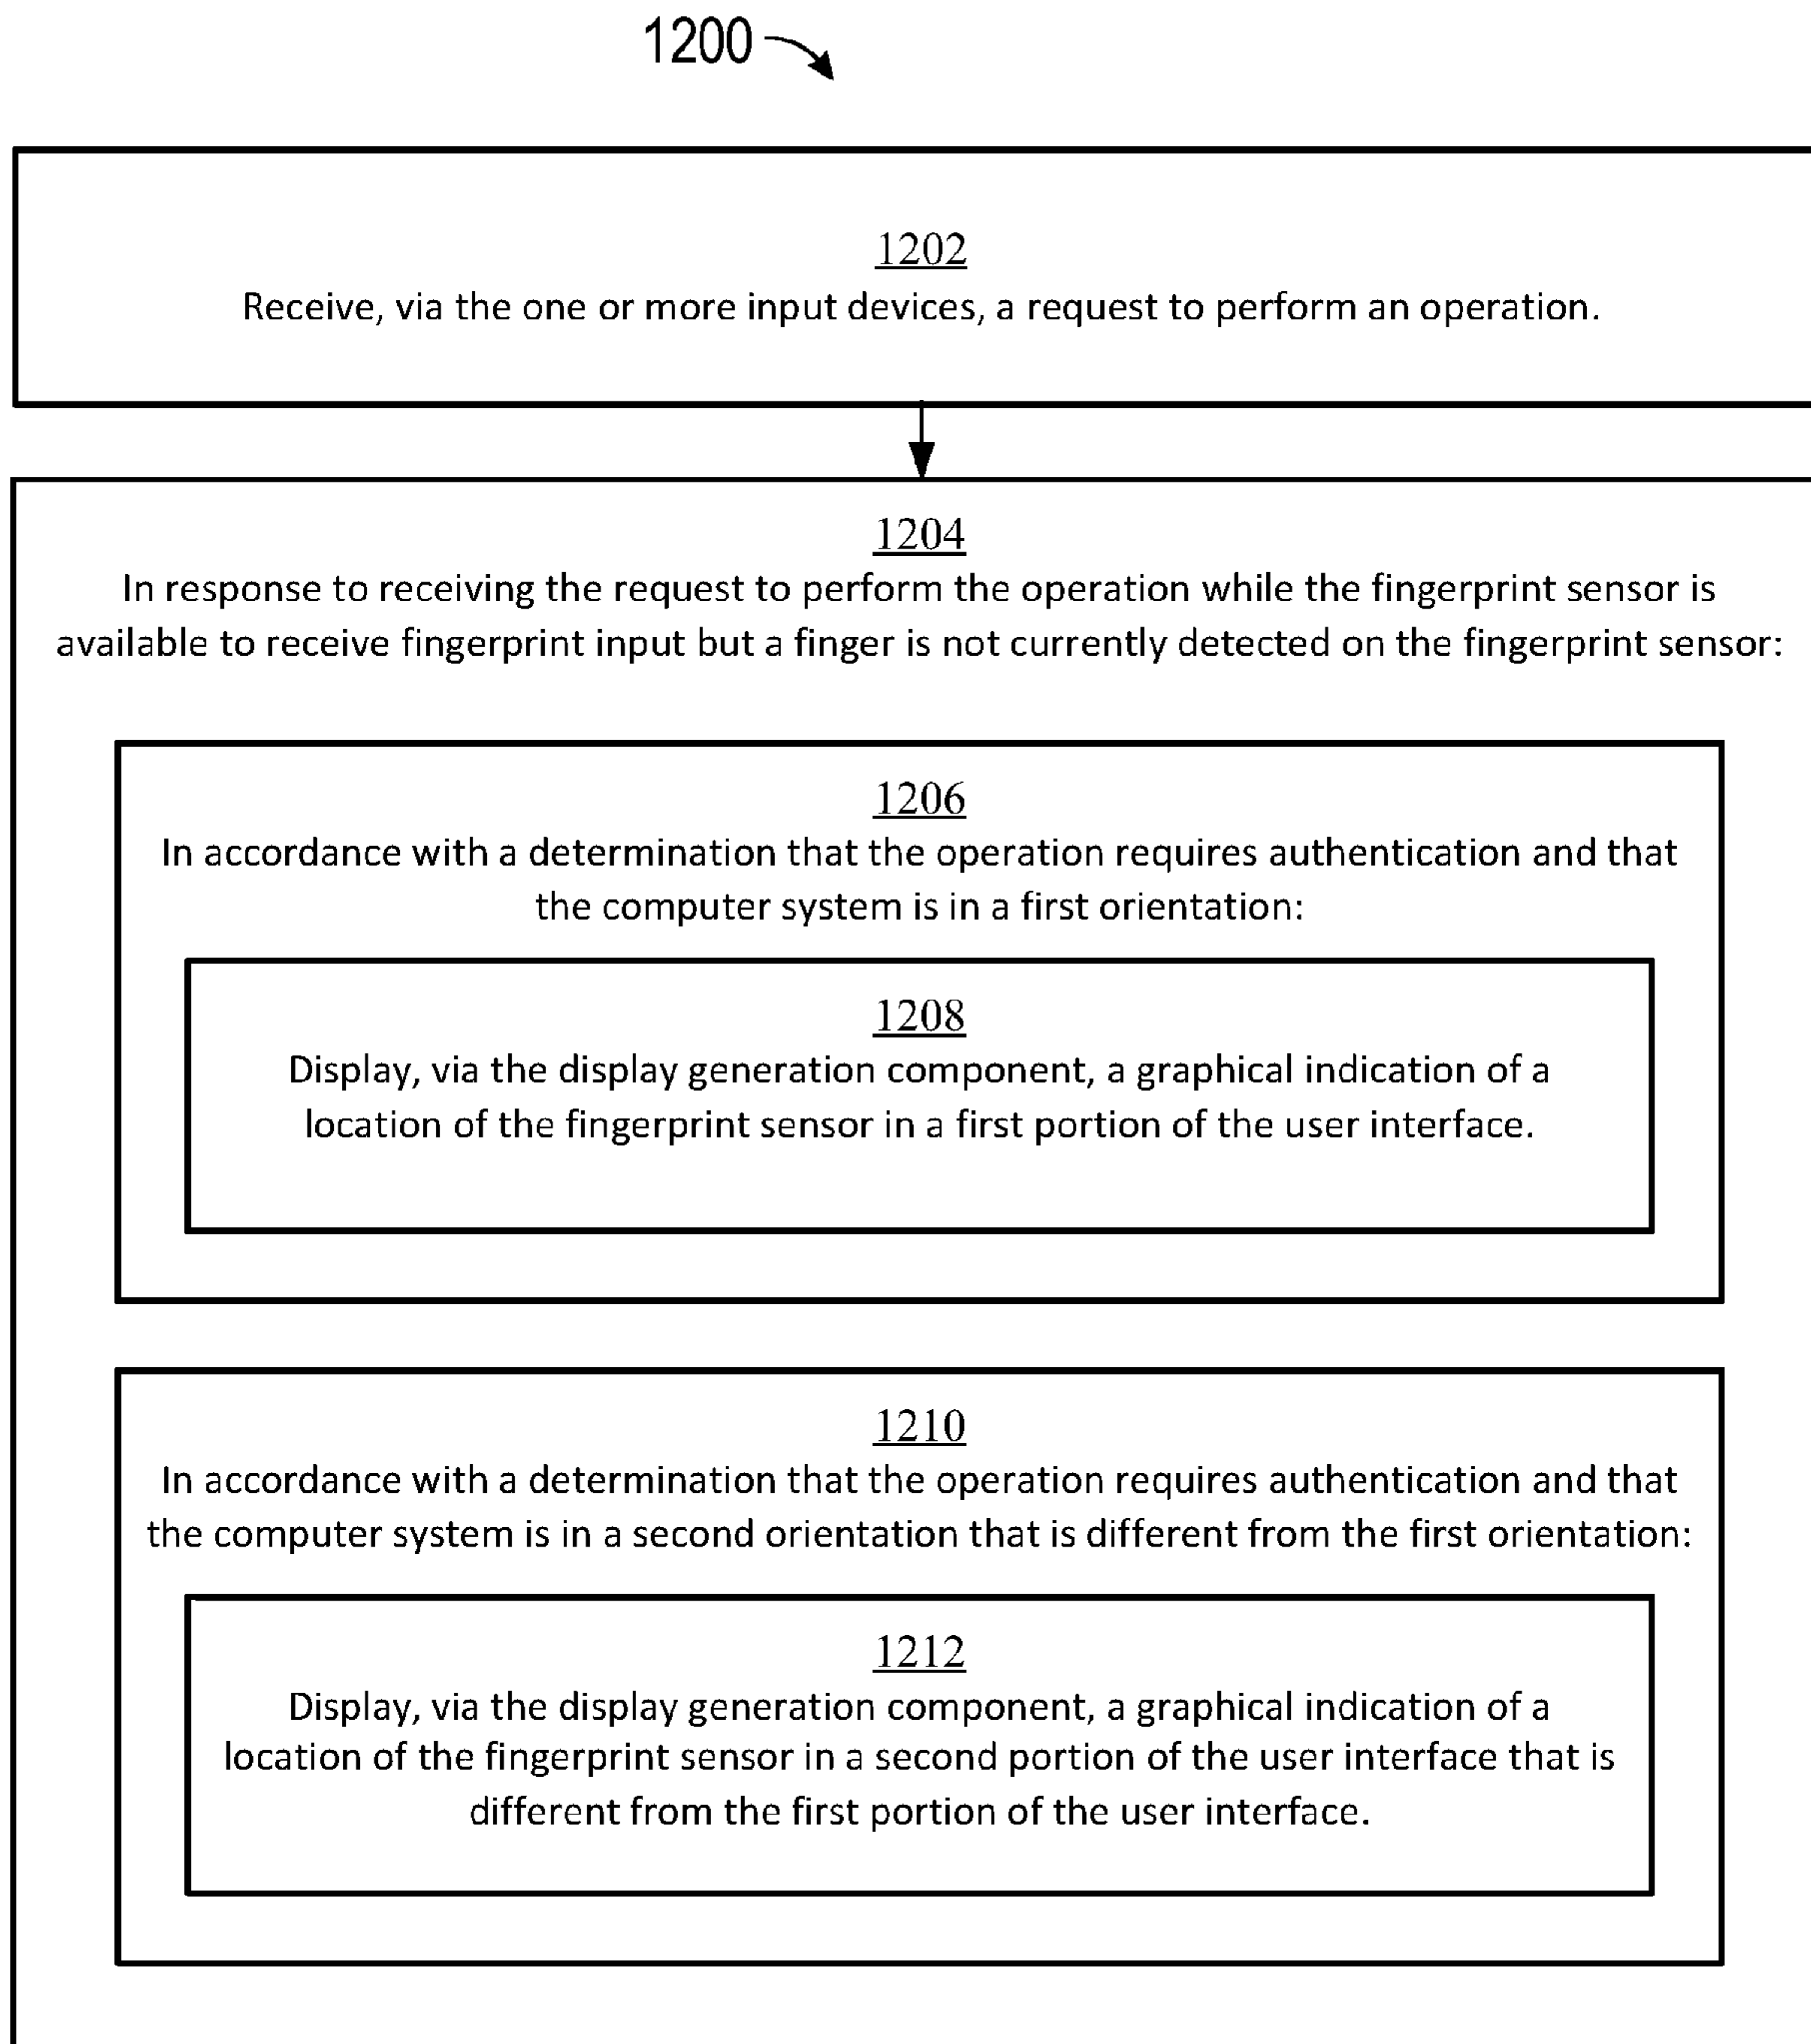 1200
1202
Receive, via the one or more input devices, a request to perform an operation.
1204
In response to receiving the request to perform the operation while the fingerprint sensor is
available to receive fingerprint input but a finger is not currently detected on the fingerprint sensor:
1206
In accordance with a determination that the operation requires authentication and that
the computer system is in a first orientation:
1208
Display, via the display generation component, a graphical indication of a
location of the fingerprint sensor in a first portion of the user interface.
1210
In accordance with a determination that the operation requires authentication and that
the computer system is in a second orientation that is different from the first orientation:
1212
Display, via the display generation component, a graphical indication of a
location of the fingerprint sensor in a second portion of the user interface that is
different from the first portion of the user interface.